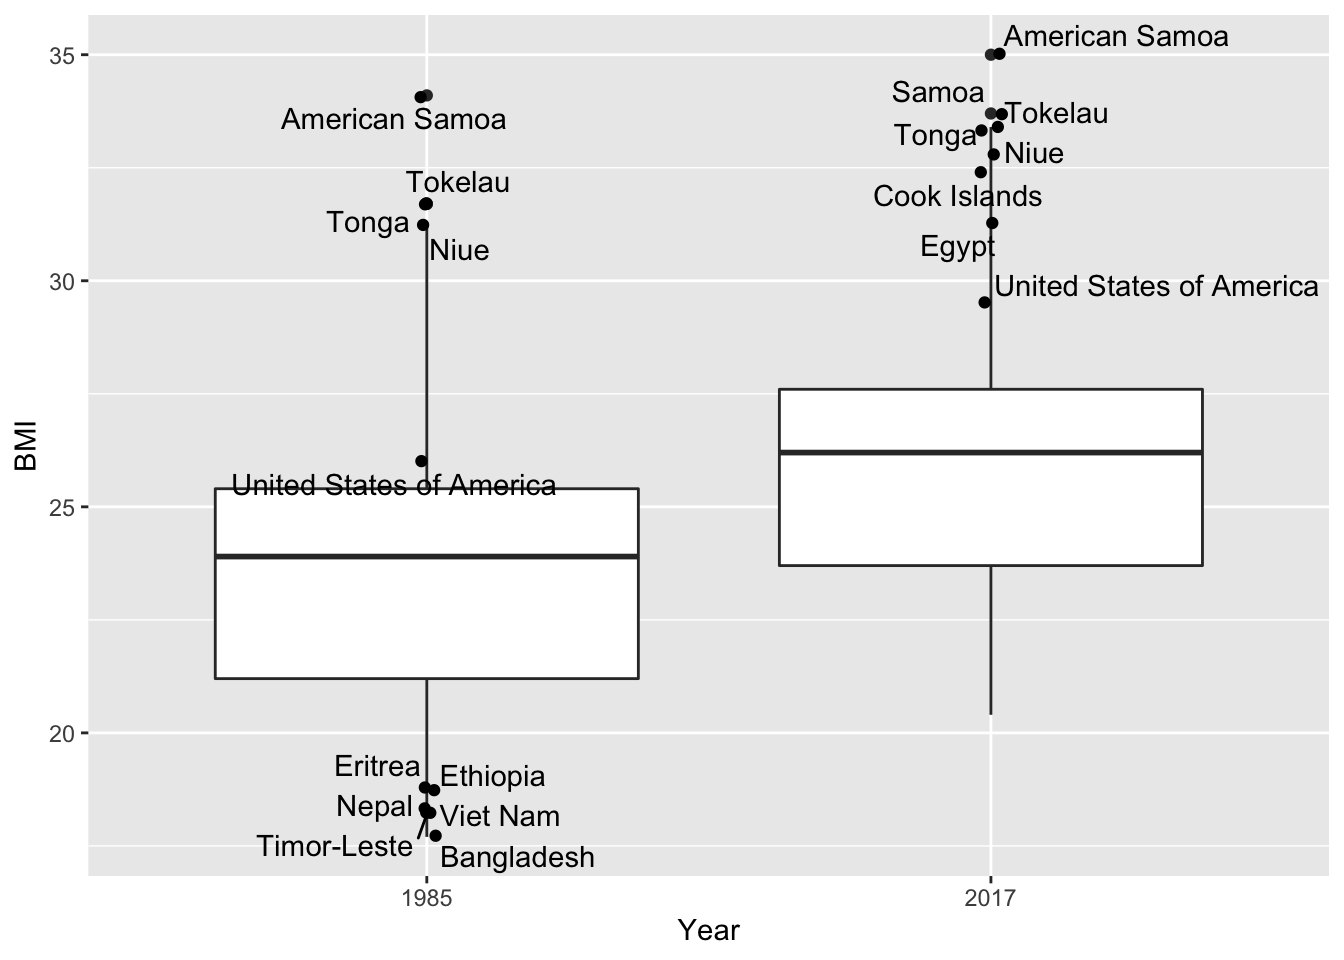 35
American Samoa
Samoa
American Samoa
Tokelau
Tonga
Niue
Tokelau
Cook Islands
Tonga
Egypt
Niue
30
United States of America
BMI
United States of America
25
20
Eritrea
Ethiopia
Nepal
Viet Nam
Timor-Leste
Bangladesh
1985
2017
Year